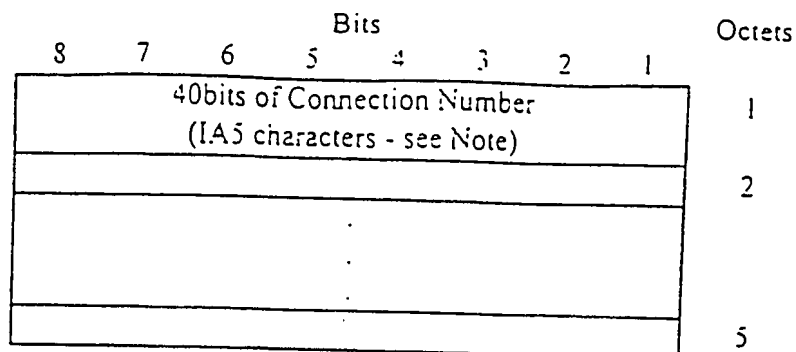 Bits
Octets
8 7 6 5 4 3 2 1
40bits of Connection Number
(IA5 characters - see Note)
1
2
.
.
.
5